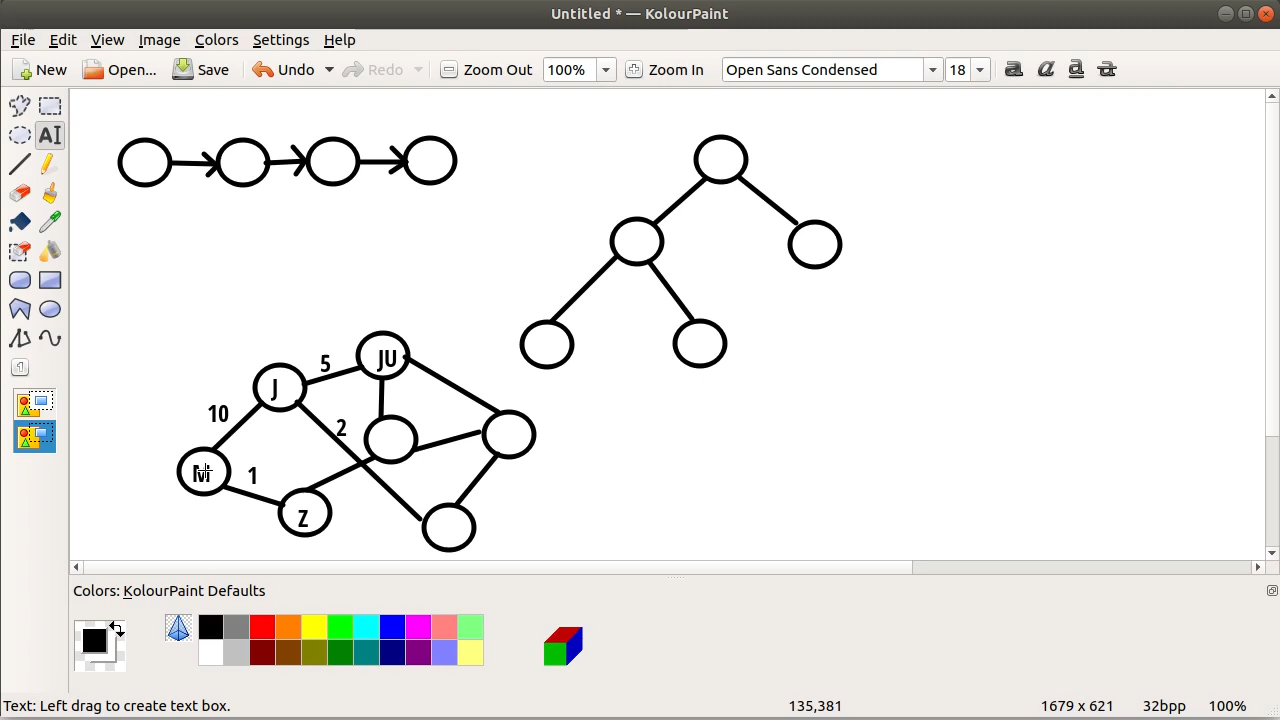 Untitled * — KolourPaint
File Edit View Image Colors Settings Help
New Open... Save Undo Redo Zoom Out 100% Zoom In Open Sans Condensed 18
JU
5
J
10
2
M
1
Z
Colors: KolourPaint Defaults
Text: Left drag to create text box. 135,381 1679 x 621 32bpp 100%